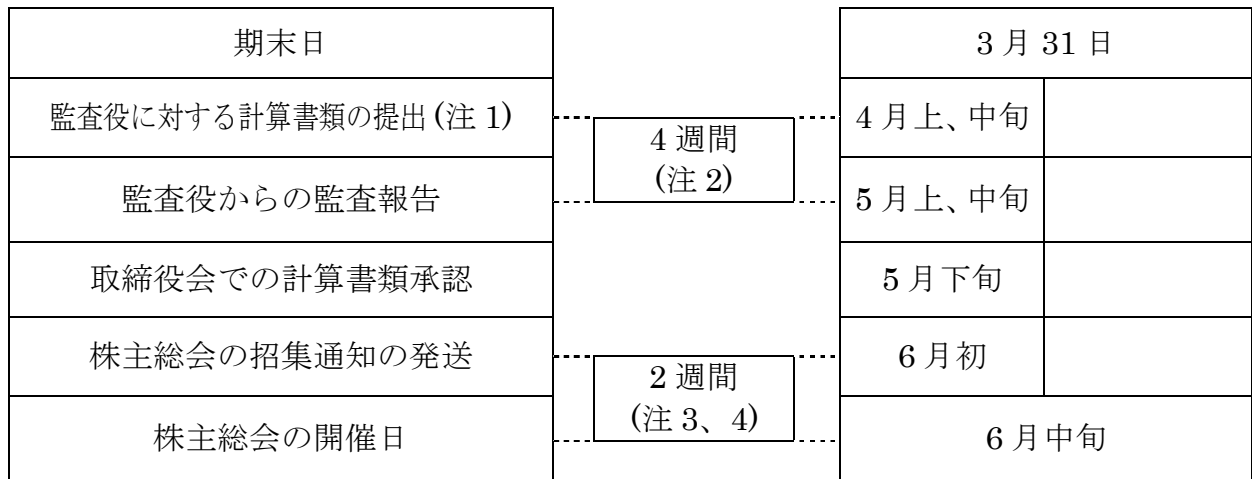 期末日
3月31日
監査役に対する計算書類の提出(注1)
4週間
(注2)
4月上、中旬
監査役からの監査報告
5月上、中旬
取締役会での計算書類承認
5月下旬
株主総会の招集通知の発送
2週間
(注3、4)
6月初
株主総会の開催日
6月中旬